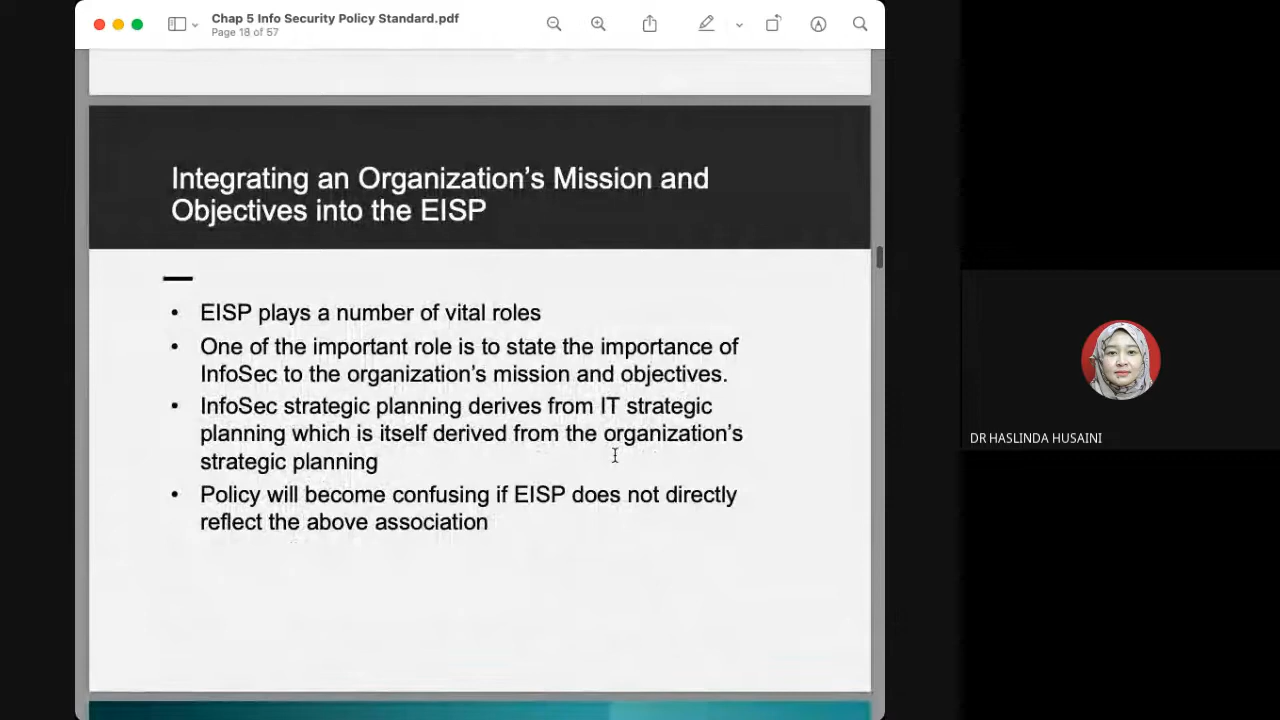 Chap 5 Info Security Policy Standard.pdf
Page 18 of 57
Integrating an Organization's Mission and
Objectives into the EISP
• EISP plays a number of vital roles
• One of the important role is to state the importance of
InfoSec to the organization's mission and objectives.
• InfoSec strategic planning derives from IT strategic
planning which is itself derived from the organization's
strategic planning
• Policy will become confusing if EISP does not directly
reflect the above association
DR HASLINDA HUSAINI